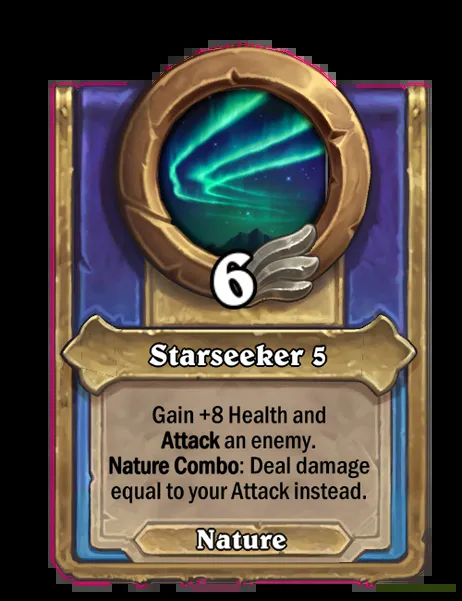 6
Starseeker 5
Gain +8 Health and
Attack an enemy.
Nature Combo: Deal damage
equal to your Attack instead.
Nature